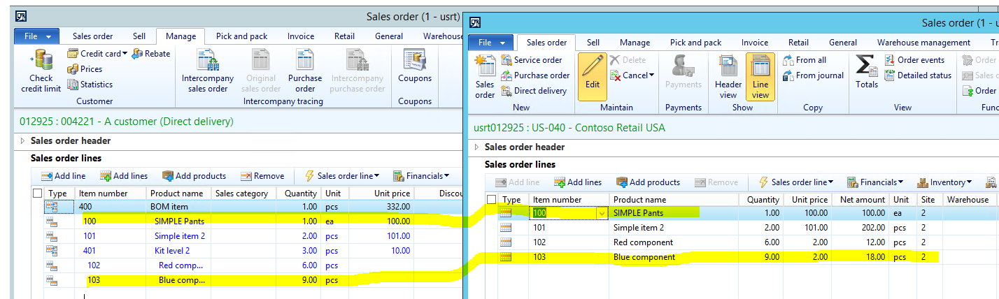 Sales order (1 - usrt)
File Sales order Sell Manage Pick and pack Invoice Retail General Warehouse
Check credit limit
Credit card
Prices
Statistics
Rebate
Customer
Intercompany sales order
Original sales order
Purchase order
Intercompany purchase order
Intercompany tracing
Coupons
Coupons
012925 : 004221 - A customer (Direct delivery)
Sales order header
Sales order lines
Add line Add lines Add products Remove Sales order line Financials
Type Item number Product name Sales category Quantity Unit Unit price Discou
400 BOM item 1.00 pcs 332.00
100 SIMPLE Pants 1.00 ea 100.00
101 Simple item 2 2.00 pcs 101.00
401 Kit level 2 3.00 pcs 10.00
102 Red comp... 6.00 pcs
103 Blue comp... 9.00 pcs
Sales order (1 - u
File Sales order Sell Manage Pick and pack Invoice Retail General Warehouse management Tr
Sales order
Service order
Purchase order
Direct delivery
New
Edit
Delete
Cancel
Maintain
Payments
Payments
Header view
Line view
Show
From all
From journal
Copy
Totals
Order events
Detailed status
View
Order
Sales o
Order
Func
usrt012925 : US-040 - Contoso Retail USA
Sales order header
Sales order lines
Add line Add lines Add products Remove Sales order line Financials Inventory
Type Item number Product name Quantity Unit price Net amount Unit Site Warehouse
100 SIMPLE Pants 1.00 100.00 100.00 ea 2
101 Simple item 2 2.00 101.00 202.00 pcs 2
102 Red component 6.00 2.00 12.00 pcs 2
103 Blue component 9.00 2.00 18.00 pcs 2